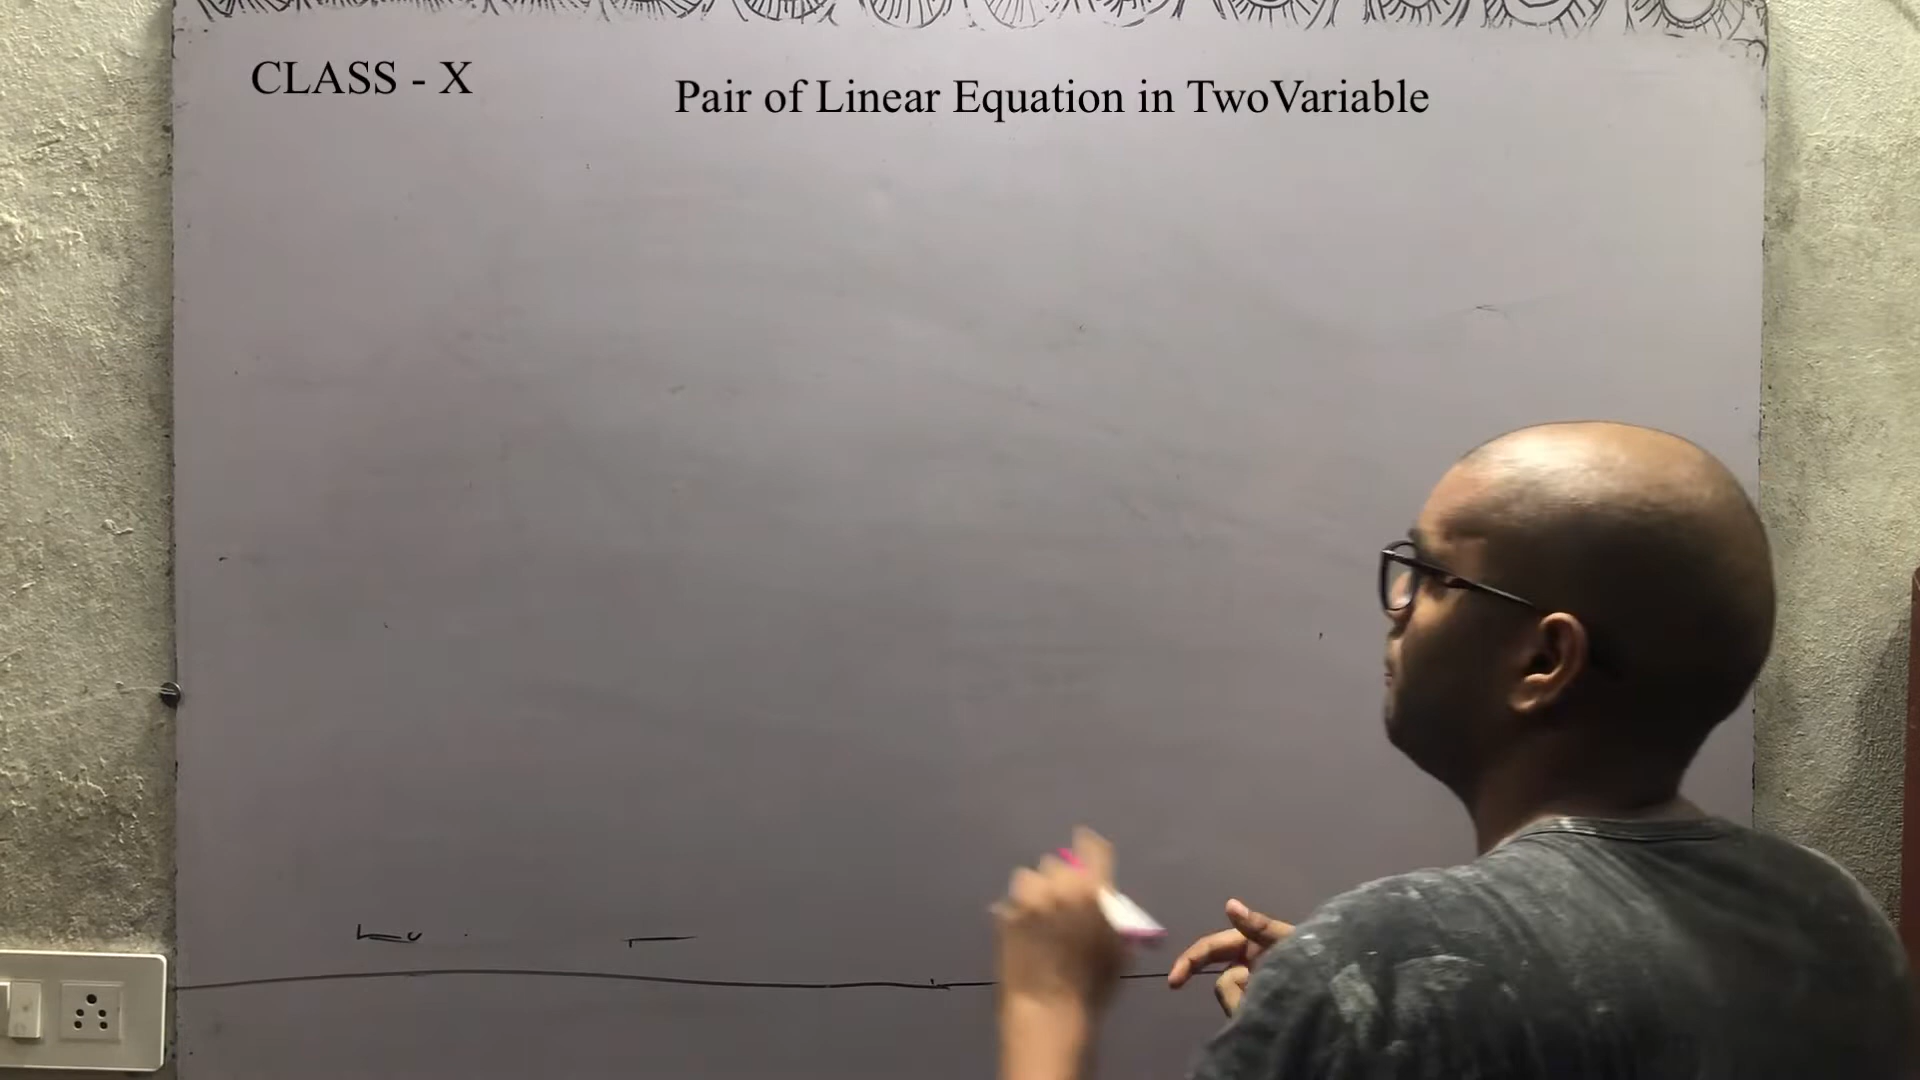 CLASS - X
Pair of Linear Equation in TwoVariable